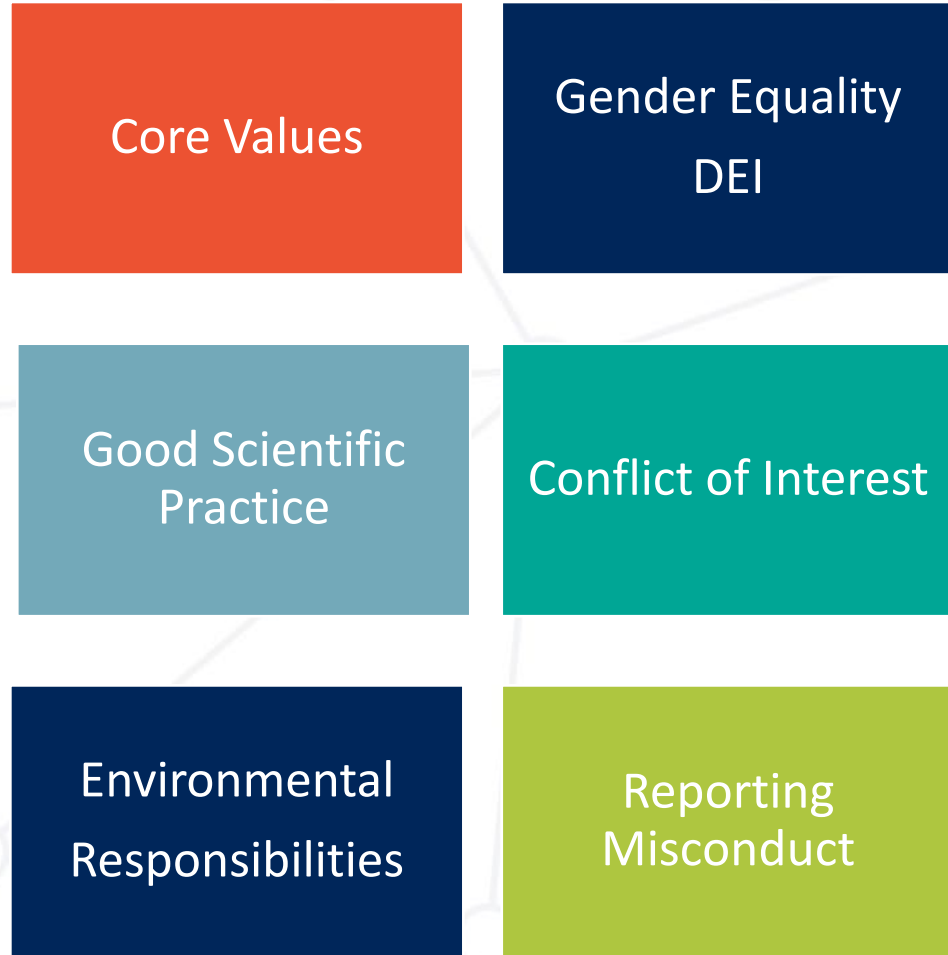 Core Values
Gender Equality
DEI
Good Scientific
Practice
Conflict of Interest
Environmental
Responsibilities
Reporting
Misconduct